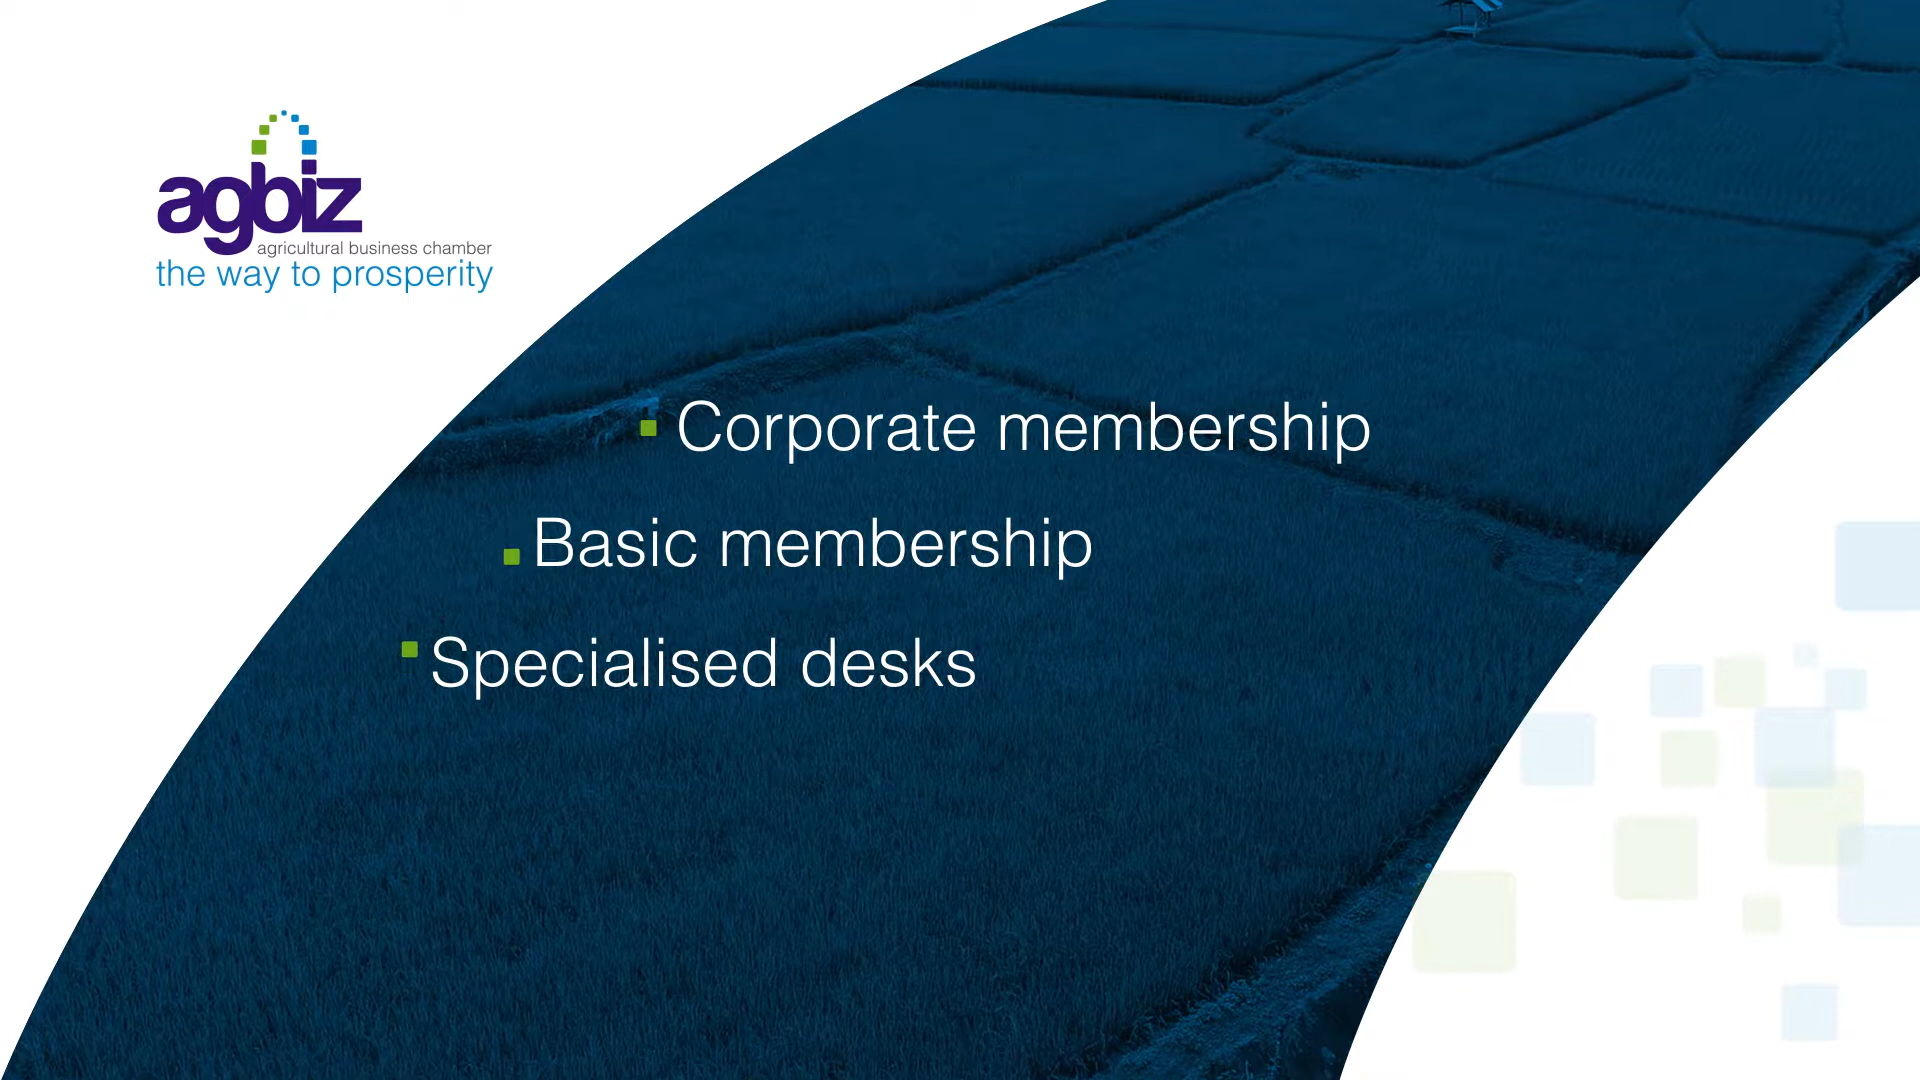 agbiz
agricultural business chamber
the way to prosperity
Corporate membership
Basic membership
Specialised desks